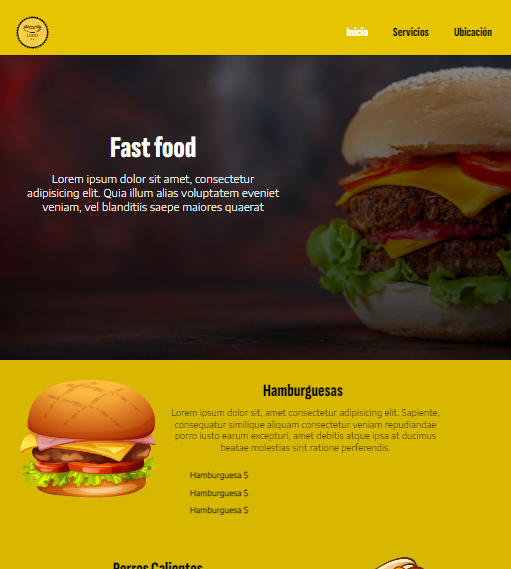 LOGO
Inicio
Servicios
Ubicación
Fast food
Lorem ipsum dolor sit amet, consectetur
adipisicing elit. Quia illum alias voluptatem eveniet
veniam, vel blanditiis saepe maiores quaerat
Hamburguesas
Lorem ipsum dolor sit, amet consectetur adipisicing elit. Sapiente,
consequatur similique aliquam consectetur veniam repudiandae
porro iusto earum excepturi, amet debitis atque ipsa at ducimus
beatae molestias sint ratione perferendis.
Hamburguesa $
Hamburguesa $
Hamburguesa $
Perros Calientes